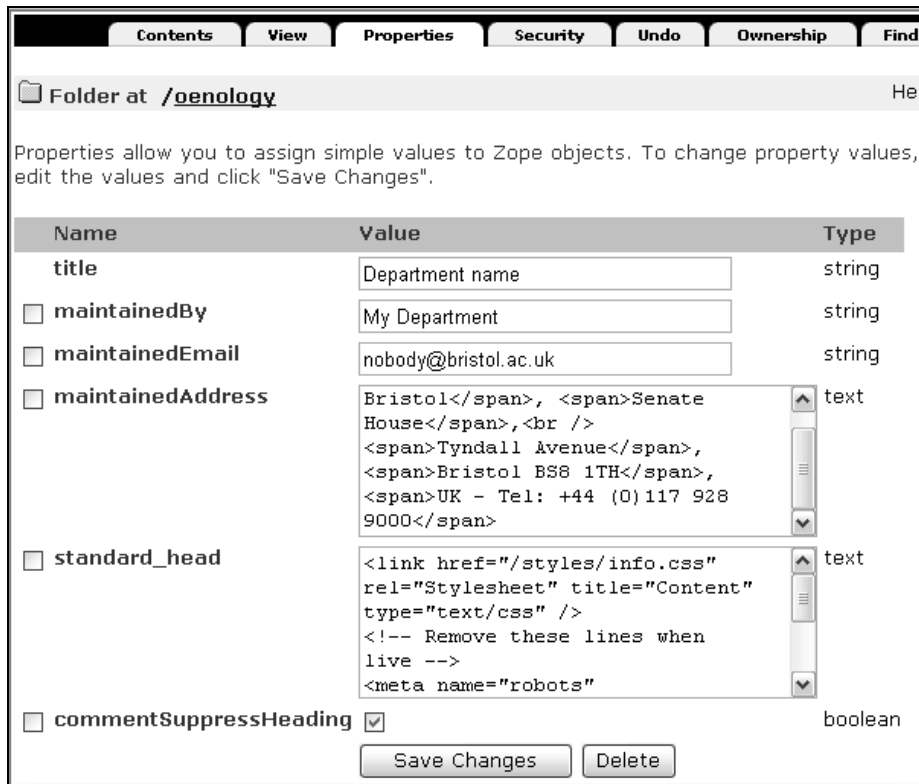 Contents View Properties Security Undo Ownership Find
Folder at /oenology He
Properties allow you to assign simple values to Zope objects. To change property values,
edit the values and click "Save Changes".
Name Value Type
title Department name string
maintainedBy My Department string
maintainedEmail nobody@bristol.ac.uk string
maintainedAddress Bristol</span>, <span>Senate text
House</span>,<br />
<span>Tyndall Avenue</span>,
<span>Bristol BS8 1TH</span>,
<span>UK - Tel: +44 (0)117 928
9000</span>
standard_head <link href="/styles/info.css" text
rel="Stylesheet" title="Content"
type="text/css" />
<!-- Remove these lines when
live -->
<meta name="robots"
commentSuppressHeading boolean
Save Changes Delete